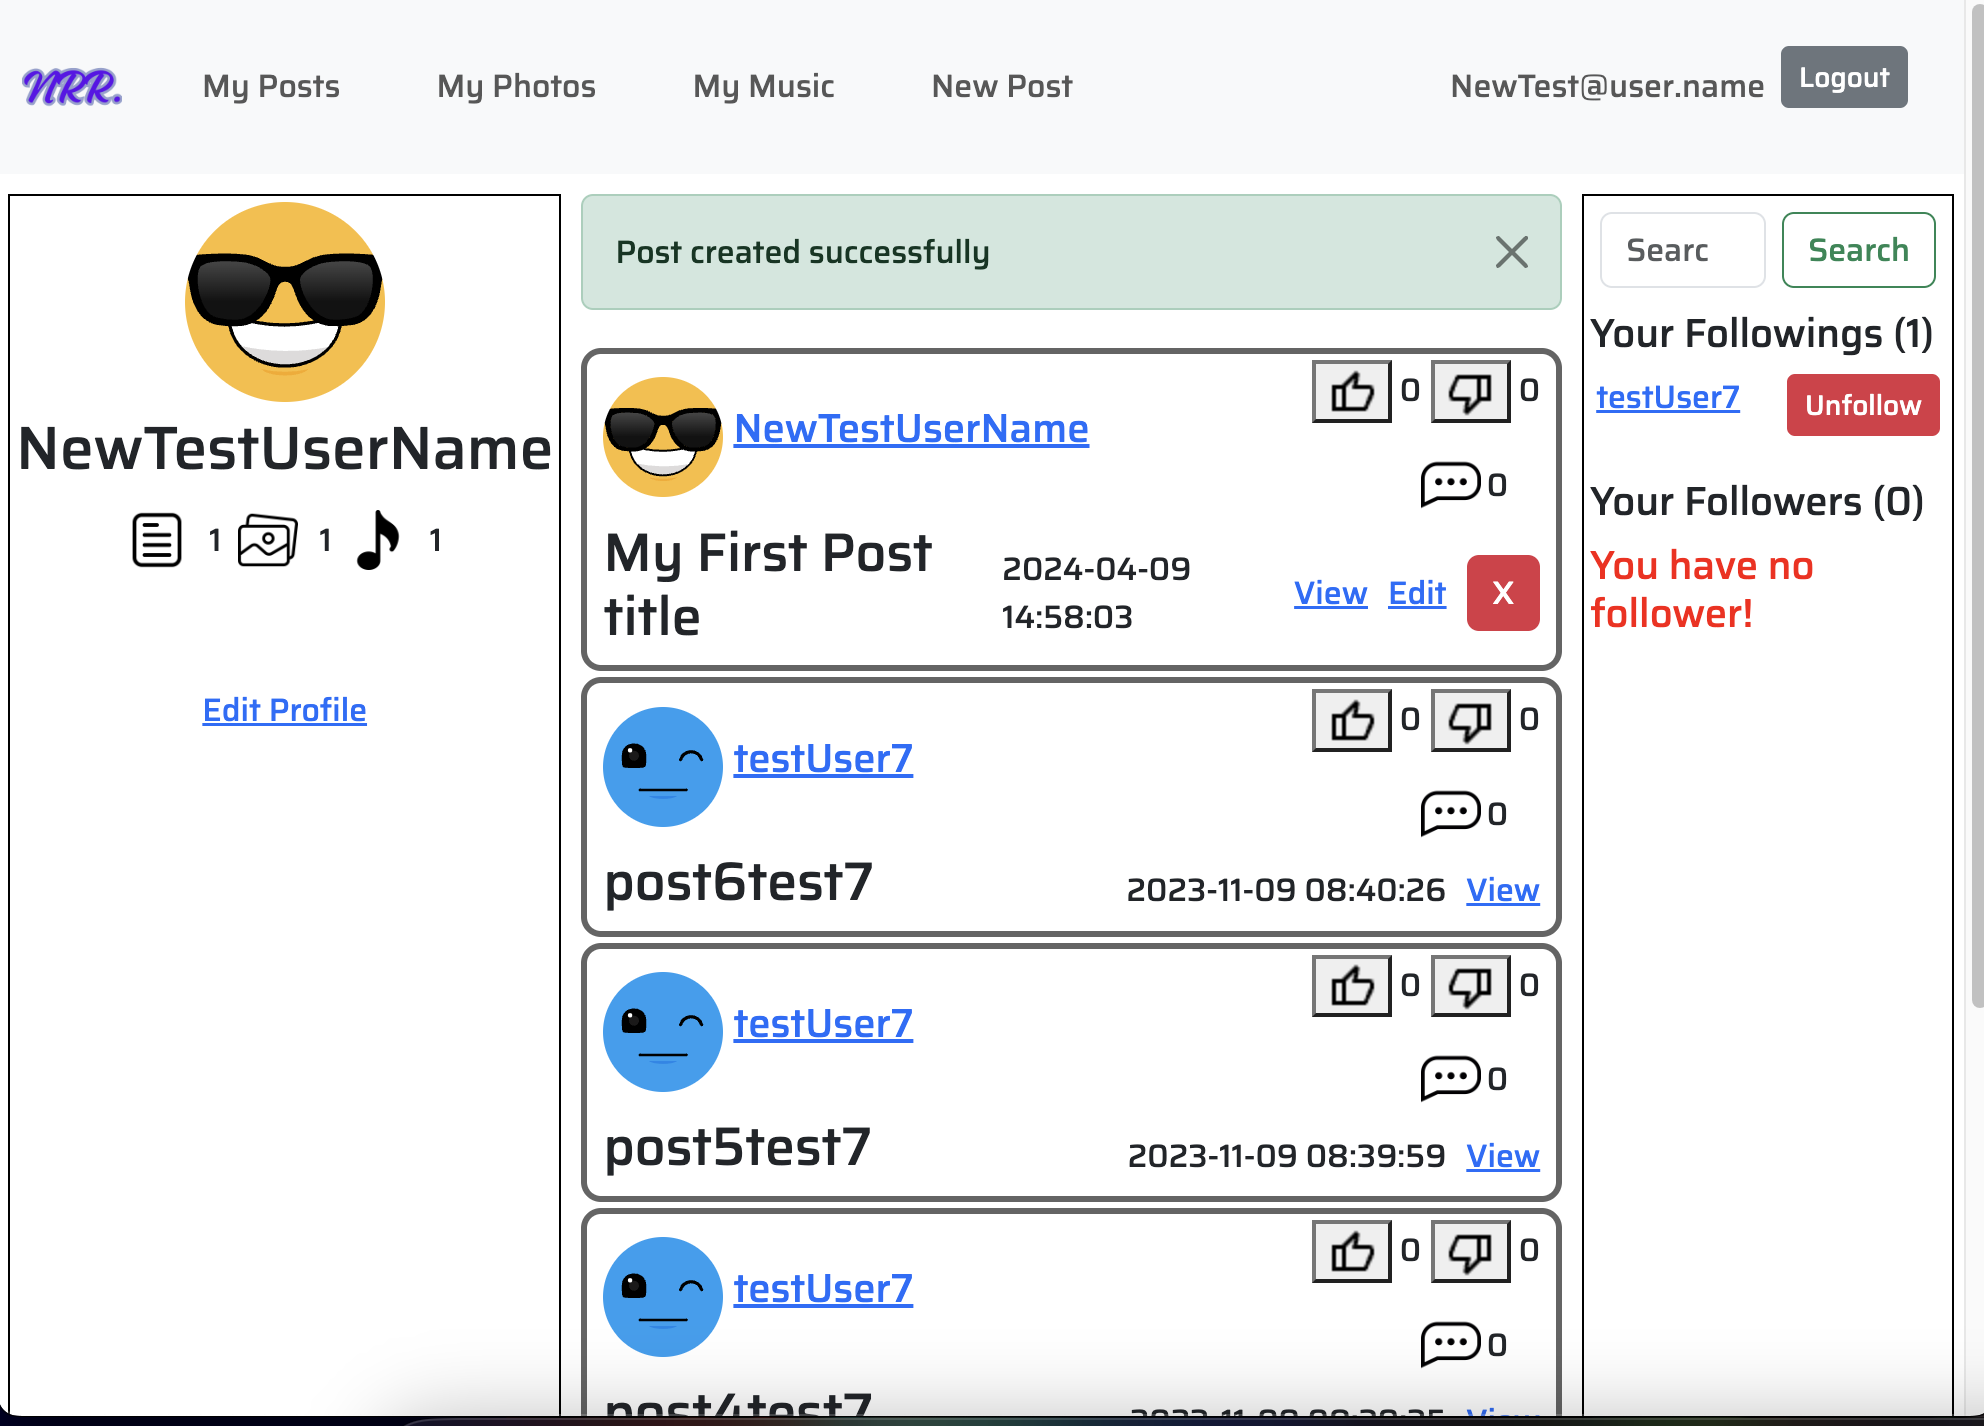 NRR.
My Posts
My Photos
My Music
New Post
NewTest@user.name
Logout
NewTestUserName
1 1 1
Edit Profile
Post created successfully
NewTestUserName
0 0
0
My First Post
title
2024-04-09
14:58:03
View Edit X
testUser7
0 0
0
post6test7
2023-11-09 08:40:26 View
testUser7
0 0
0
post5test7
2023-11-09 08:39:59 View
testUser7
0 0
0
post4test7
Searc
Search
Your Followings (1)
testUser7
Unfollow
Your Followers (0)
You have no
follower!